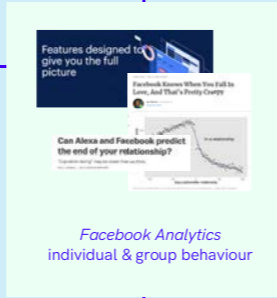 Features designed to
give you the full
picture
Facebook Knows When You Fall In
Love, And That's Pretty Creepy
Can Alexa and Facebook predict
the end of your relationship?
Facebook Analytics
individual & group behaviour